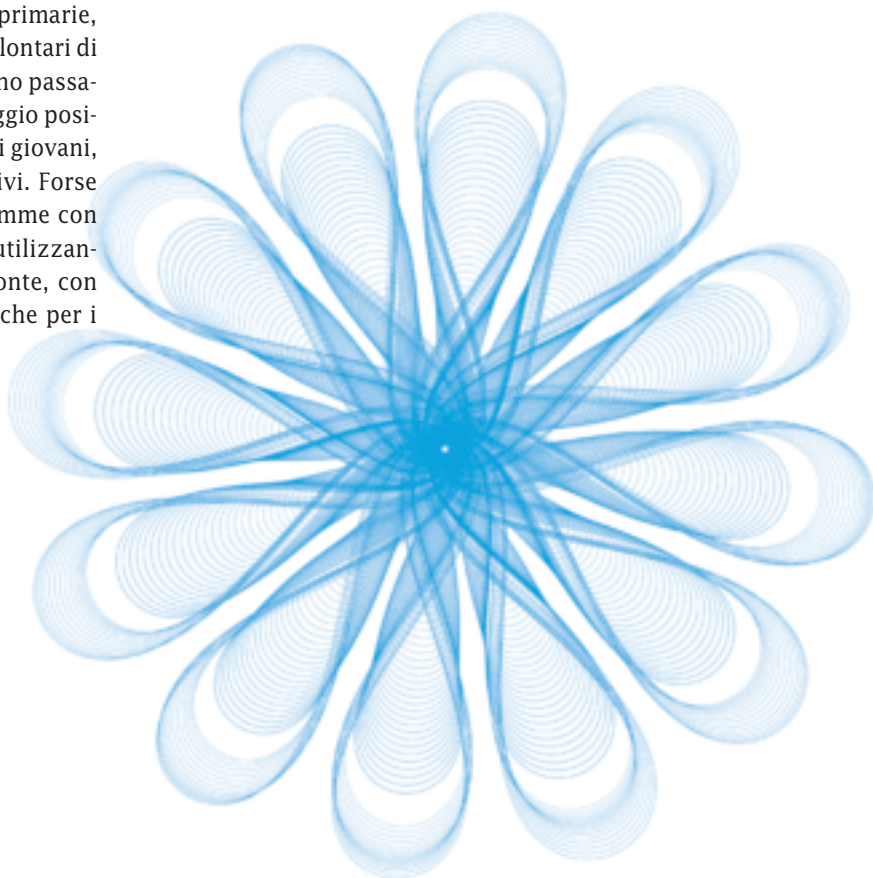 primarie,
lontari di
no passa-
ggio posi-
i giovani,
ivi. Forse
mme con
utilizzan-
onte, con
che per i